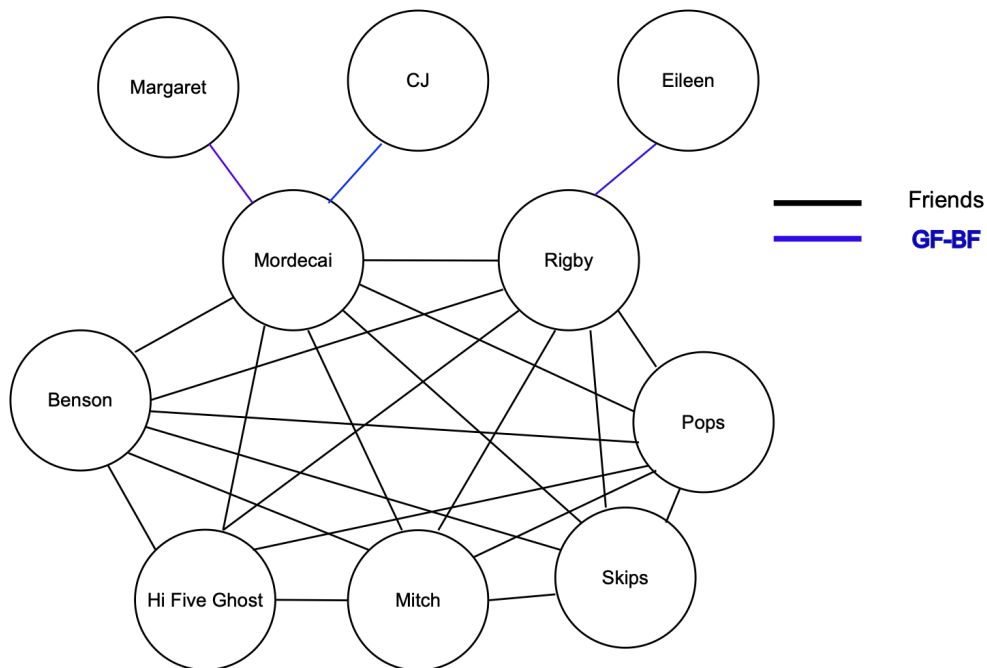 Margaret
CJ
Eileen
Friends
GF-BF
Mordecai
Rigby
Benson
Pops
Hi Five Ghost
Mitch
Skips